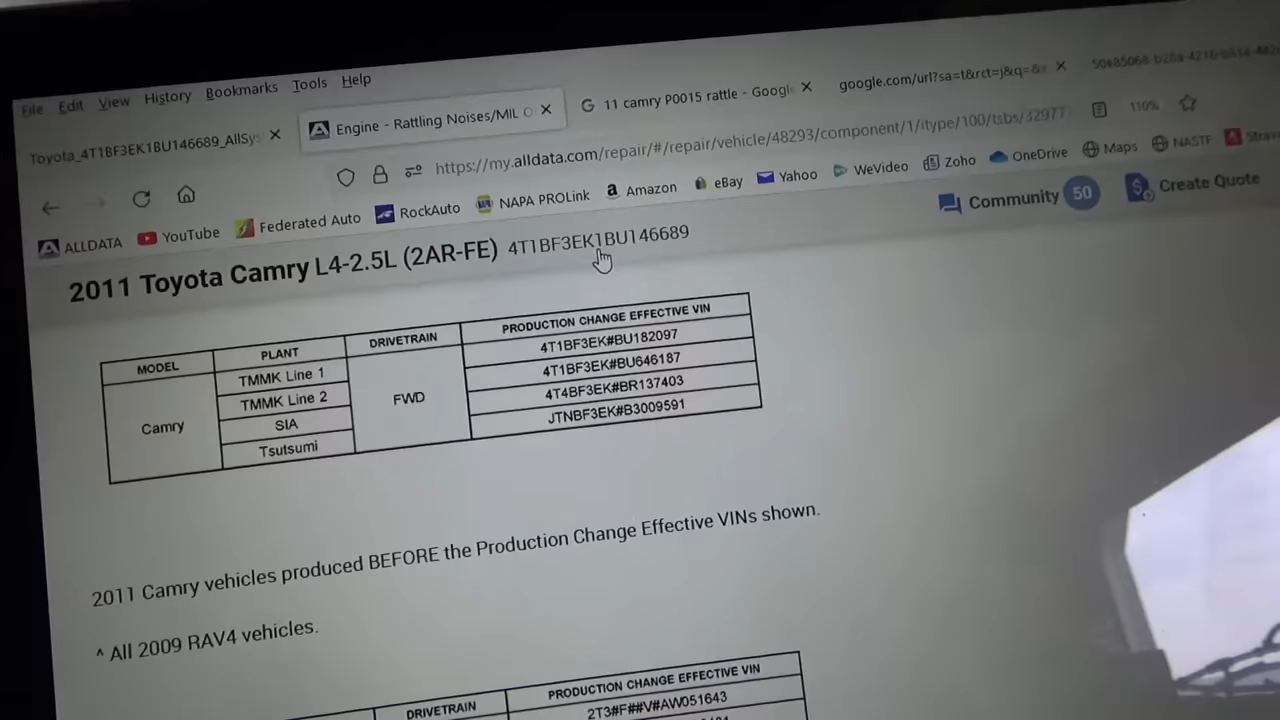 File Edit View History Bookmarks Tools Help
Toyota_4T1BF3EK1BU146689_AllSys
Engine - Rattling Noises/MIL O
11 camry P0015 rattle - Google
google.com/url?sa=t&rct=j&q=&
https://my.alldata.com/repair/#/repair/vehicle/48293/component/1/itype/100/tsbs/32977
110%
ALLDATA YouTube Federated Auto RockAuto NAPA PROLink Amazon eBay Yahoo WeVideo Zoho OneDrive Maps NASTF
Community 50 Create Quote
2011 Toyota Camry L4-2.5L (2AR-FE) 4T1BF3EK1BU146689
MODEL PLANT DRIVETRAIN PRODUCTION CHANGE EFFECTIVE VIN
Camry TMMK Line 1 FWD 4T1BF3EK#BU182097
TMMK Line 2 4T1BF3EK#BU646187
SIA 4T4BF3EK#BR137403
Tsutsumi JTNBF3EK#B3009591
2011 Camry vehicles produced BEFORE the Production Change Effective VINs shown.
^ All 2009 RAV4 vehicles.
DRIVETRAIN PRODUCTION CHANGE EFFECTIVE VIN
2T3#F##V#AW051643